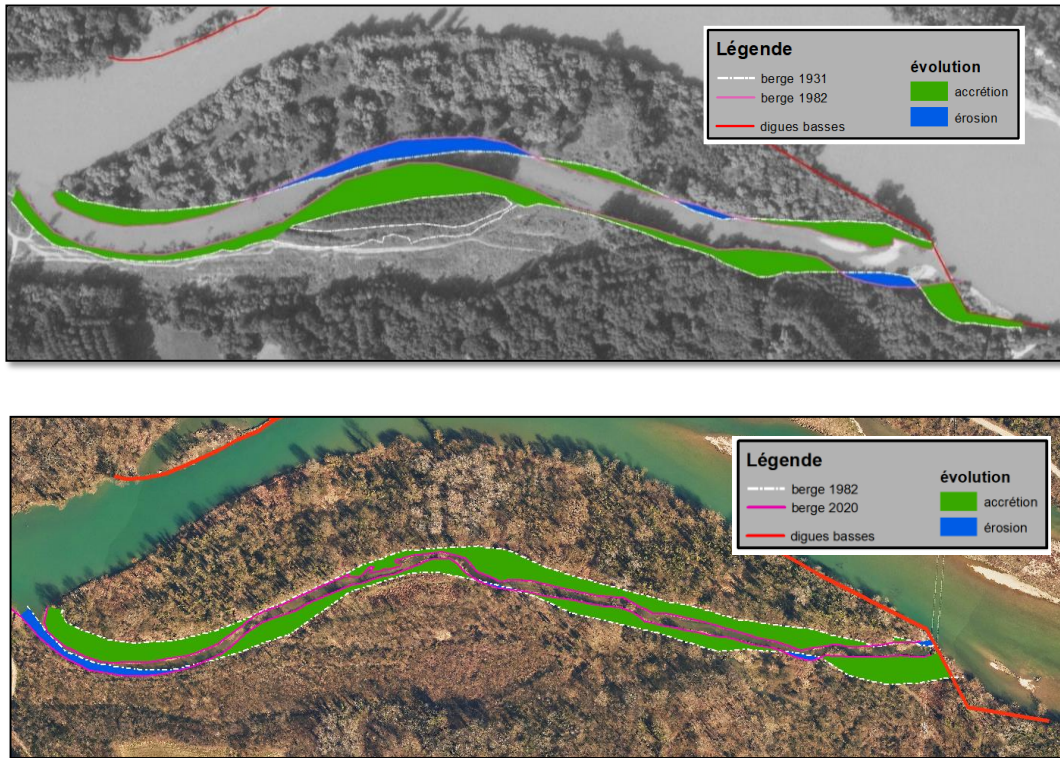 Légende
berge 1931
berge 1982
digues basses
évolution
accrétion
érosion
Légende
berge 1982
berge 2020
digues basses
évolution
accrétion
érosion